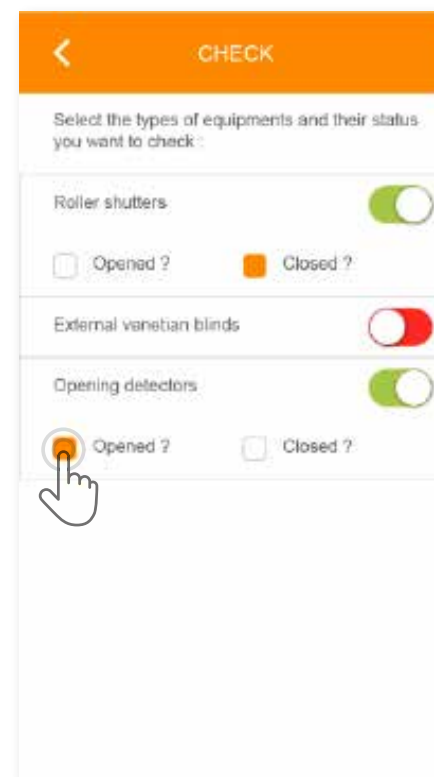 CHECK
Select the types of equipments and their status
you want to check :
Roller shutters
Opened ? Closed ?
External venetian blinds
Opening detectors
Opened ? Closed ?